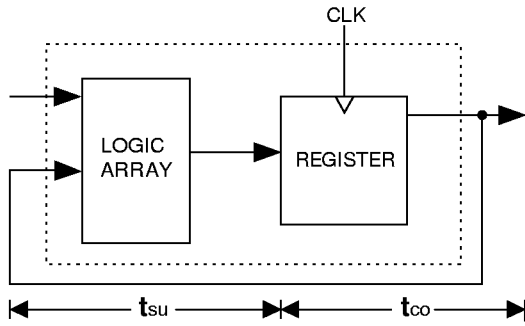 CLK
LOGIC
ARRAY
REGISTER
tsu
tco